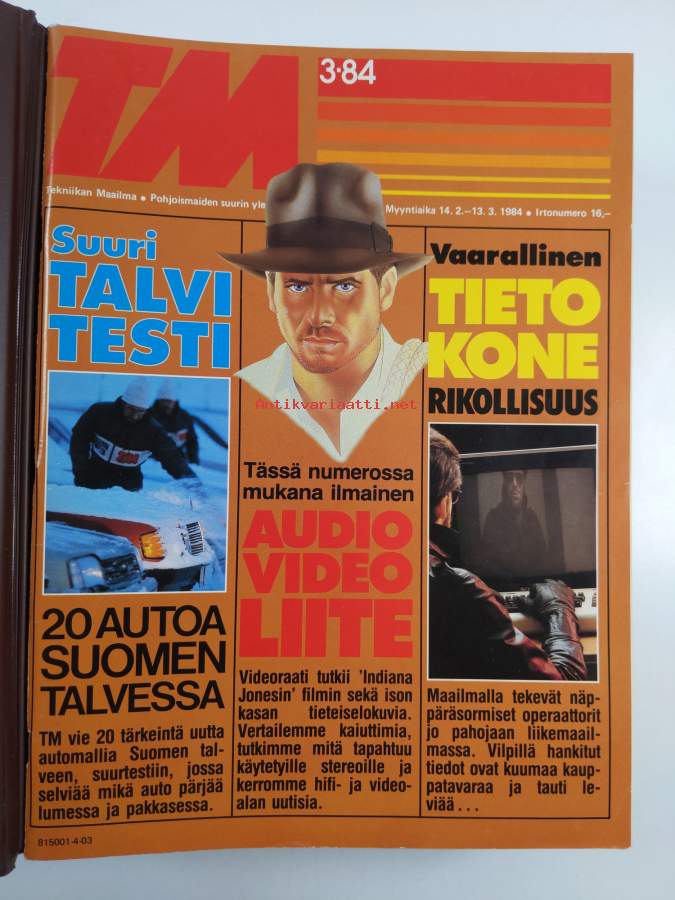 TM
3·84
Tekniikan Maailma • Pohjoismaiden suurin
Myyntiaika 14. 2.–13. 3. 1984 • Irtonumero 16,–
Suuri
TALVI
TESTI
20 AUTOA
SUOMEN
TALVESSA
TM vie 20 tärkeintä uutta
automallia Suomen tal-
veen, suurtestiin, jossa
selviää mikä auto pärjää
lumessa ja pakkasessa.
Antikvariaatti.net
Tässä numerossa
mukana ilmainen
AUDIO
VIDEO
LIITE
Videoraati tutkii 'Indiana
Jonesin' filmin sekä ison
kasan tieteiselokuvia.
Vertailemme kaiuttimia,
tutkimme mitä tapahtuu
käytetyille stereoille ja
kerromme hifi- ja video-
alan uutisia.
Vaarallinen
TIETO
KONE
RIKOLLISUUS
Maailmalla tekevät näp-
päräsormiset operaattorit
jo pahojaan liikemaail-
massa. Vilpillä hankitut
tiedot ovat kuumaa kaup-
patavaraa ja tauti le-
viää . . .
815001-4-03